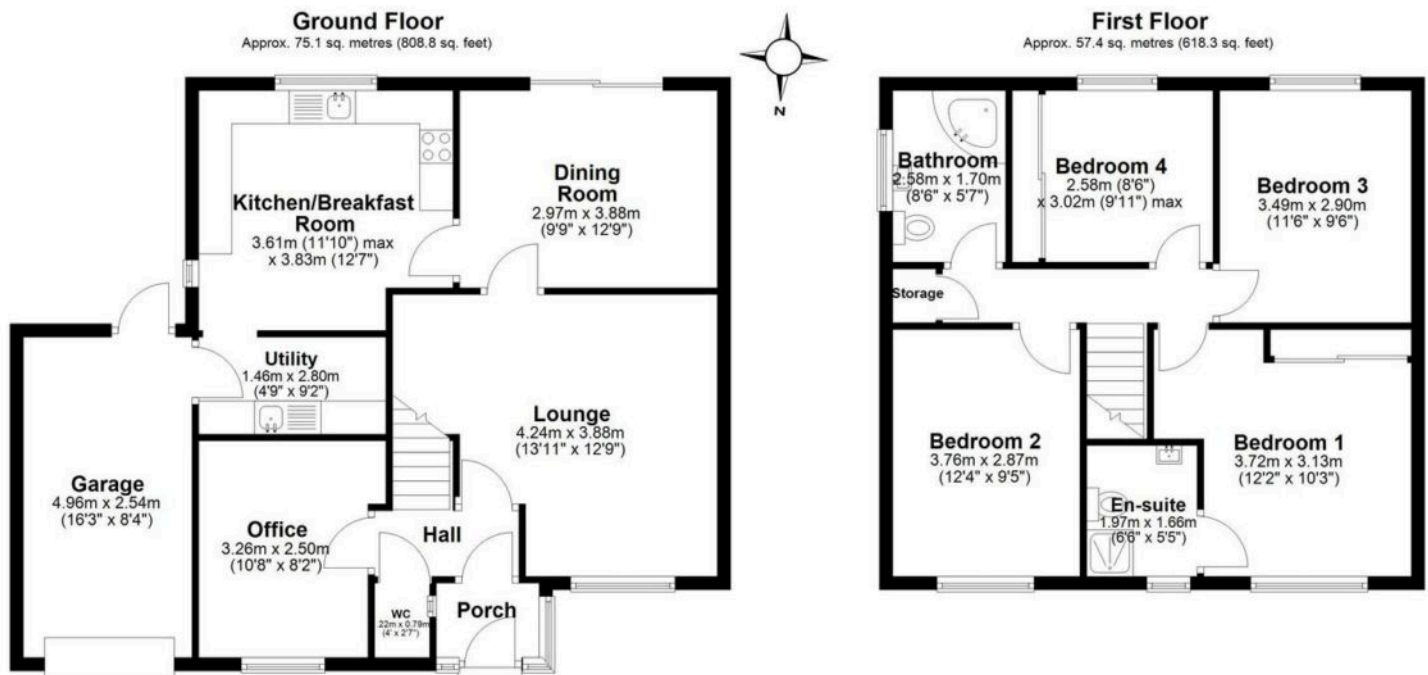 Ground Floor
Approx. 75.1 sq. metres (808.8 sq. feet)
N
Kitchen/Breakfast
Room
3.61m (11'10") max
x 3.83m (12'7")
Dining
Room
2.97m x 3.88m
(9'9" x 12'9")
Utility
1.46m x 2.80m
(4'9" x 9'2")
Lounge
4.24m x 3.88m
(13'11" x 12'9")
Garage
4.96m x 2.54m
(16'3" x 8'4")
Office
3.26m x 2.50m
(10'8" x 8'2")
Hall
WC
.22m x 0.79m
(4' x 2'7")
Porch
First Floor
Approx. 57.4 sq. metres (618.3 sq. feet)
Bathroom
2.58m x 1.70m
(8'6" x 5'7")
Bedroom 4
2.58m (8'6")
x 3.02m (9'11") max
Bedroom 3
3.49m x 2.90m
(11'6" x 9'6")
Storage
Bedroom 2
3.76m x 2.87m
(12'4" x 9'5")
Bedroom 1
3.72m x 3.13m
(12'2" x 10'3")
En-suite
1.97m x 1.66m
(6'6" x 5'5")